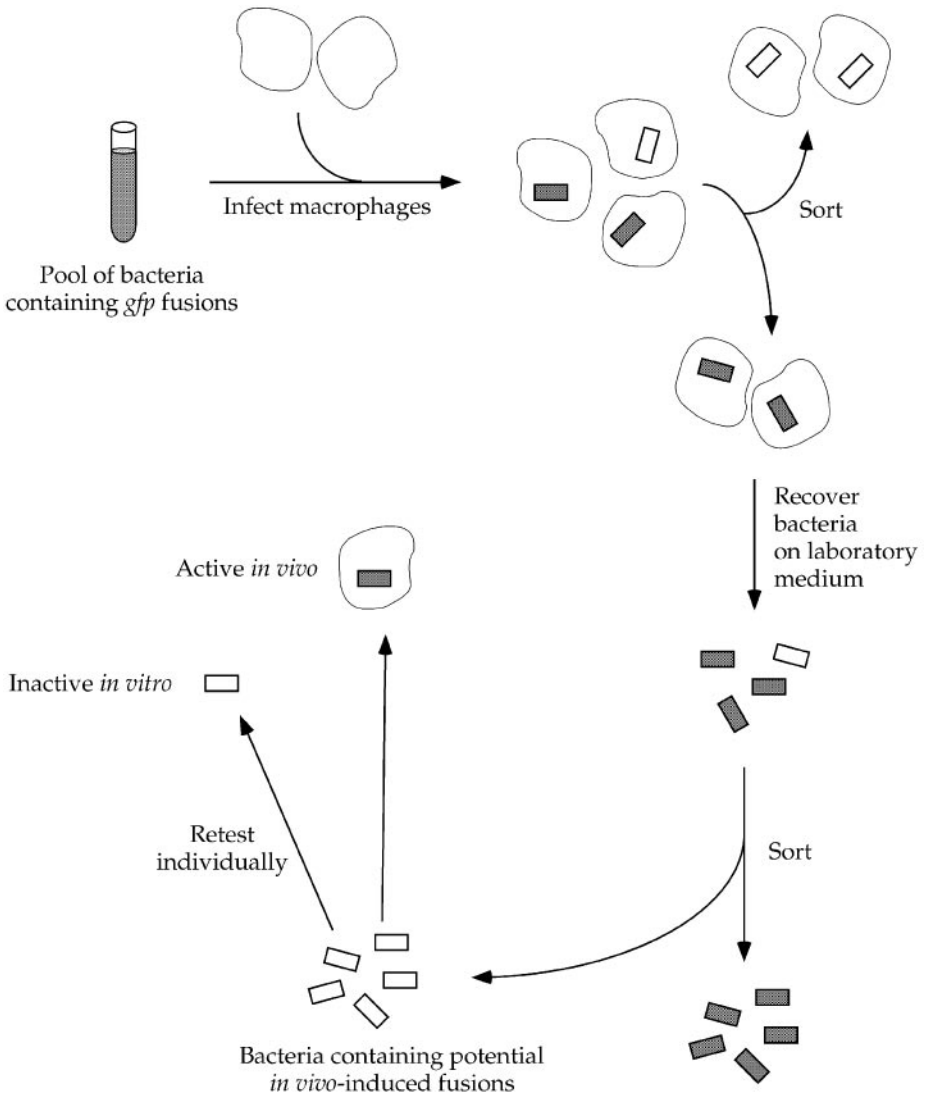 Infect macrophages
Sort
Pool of bacteria
containing gfp fusions
Recover
bacteria
on laboratory
medium
Active in vivo
Inactive in vitro
Retest
individually
Sort
Bacteria containing potential
in vivo-induced fusions